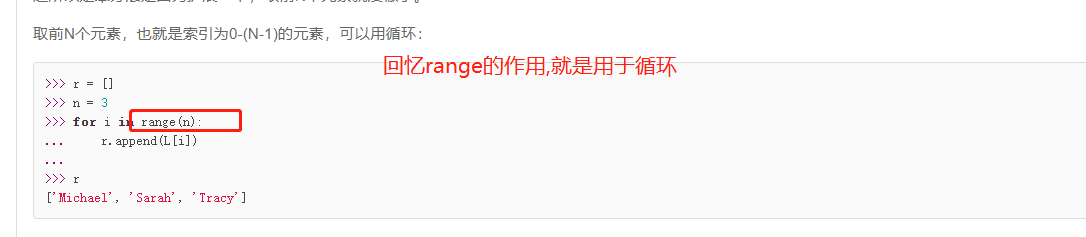 取前N个元素，也就是索引为0-(N-1)的元素，可以用循环：
回忆range的作用,就是用于循环
>>> r = []
>>> n = 3
>>> for i in range(n):
...     r.append(L[i])
...
>>> r
['Michael', 'Sarah', 'Tracy']